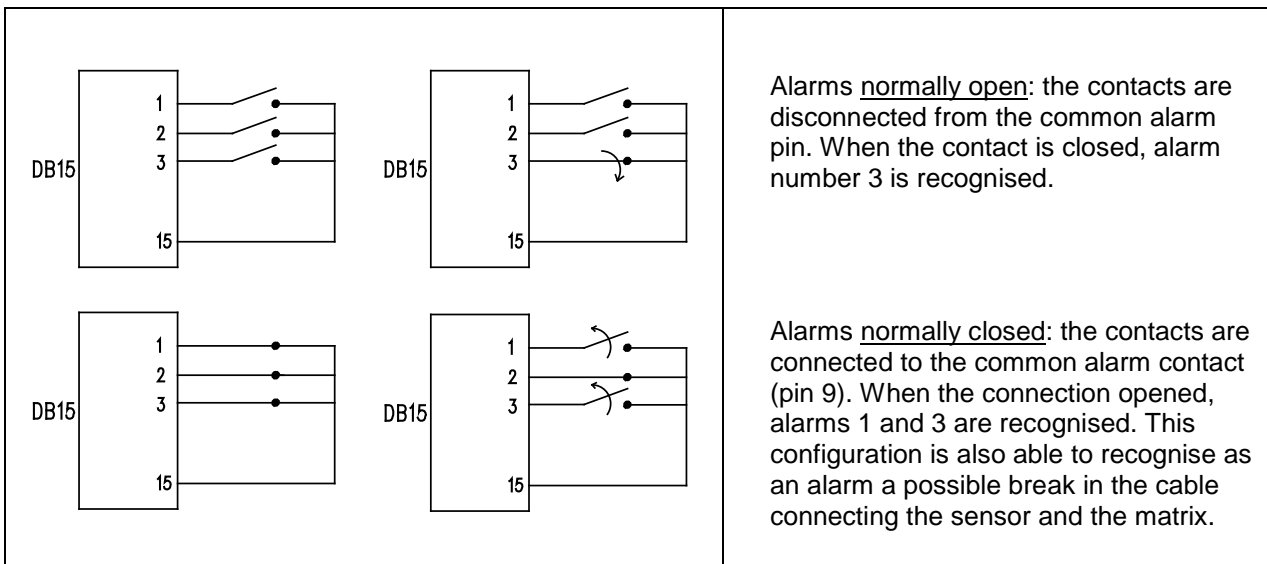 1
2
3
DB15
15
1
2
3
DB15
15
Alarms normally open: the contacts are
disconnected from the common alarm
pin. When the contact is closed, alarm
number 3 is recognised.
1
2
3
DB15
15
1
2
3
DB15
15
Alarms normally closed: the contacts are
connected to the common alarm contact
(pin 9). When the connection opened,
alarms 1 and 3 are recognised. This
configuration is also able to recognise as
an alarm a possible break in the cable
connecting the sensor and the matrix.